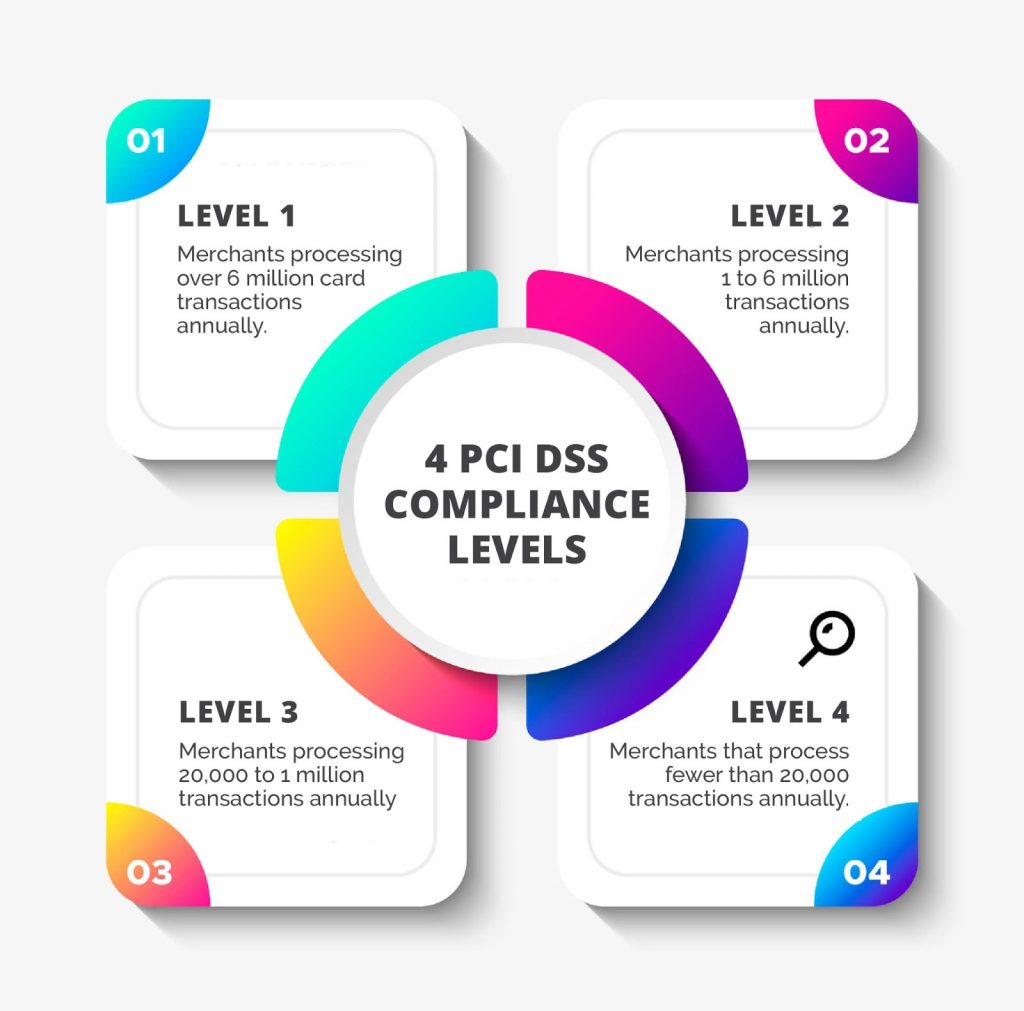 01
LEVEL 1
Merchants processing
over 6 million card
transactions
annually.
02
LEVEL 2
Merchants processing
1 to 6 million
transactions
annually.
4 PCI DSS
COMPLIANCE
LEVELS
LEVEL 3
Merchants processing
20,000 to 1 million
transactions annually
03
LEVEL 4
Merchants that process
fewer than 20,000
transactions annually.
04